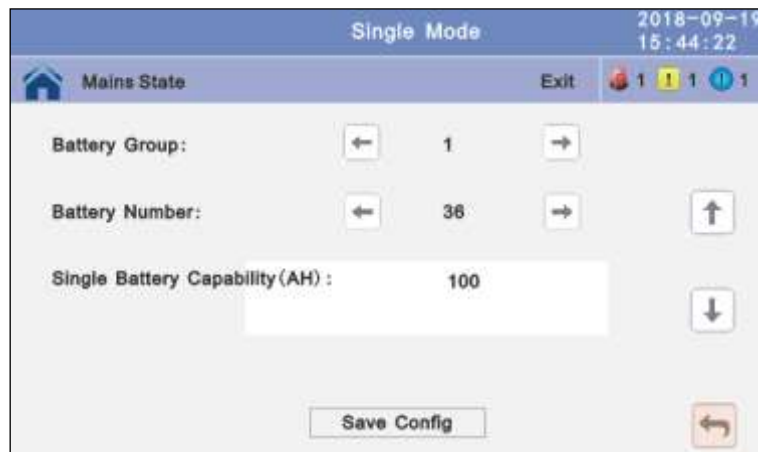 Single Mode
2018-09-19
15:44:22
Mains State Exit 1 1 1
Battery Group: 1
Battery Number: 36
Single Battery Capability(AH): 100
Save Config